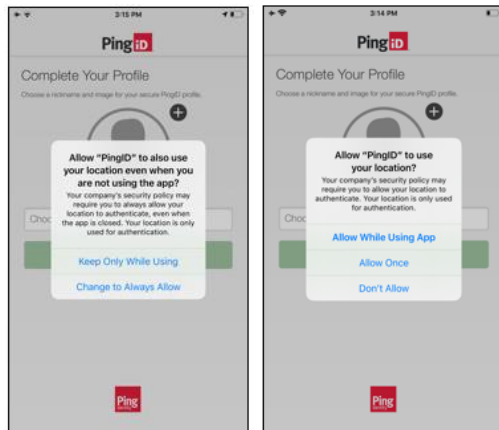 3:15 PM
PingID
Complete Your Profile
Choose a nickname and image for your secure PingID profile.
Allow "PingID" to also use
your location even when you
are not using the app?
Your company's security policy may
require you to always allow your
location to authenticate, even when
the app is closed. Your location is only
used for authentication.
Choo
Keep Only While Using
Change to Always Allow
Ping
3:14 PM
PingID
Complete Your Profile
Choose a nickname and image for your secure PingID profile.
Allow "PingID" to use
your location?
Your company's security policy may
require you to allow your location to
authenticate. Your location is only used
for authentication.
Choo
Allow While Using App
Allow Once
Don't Allow
Ping